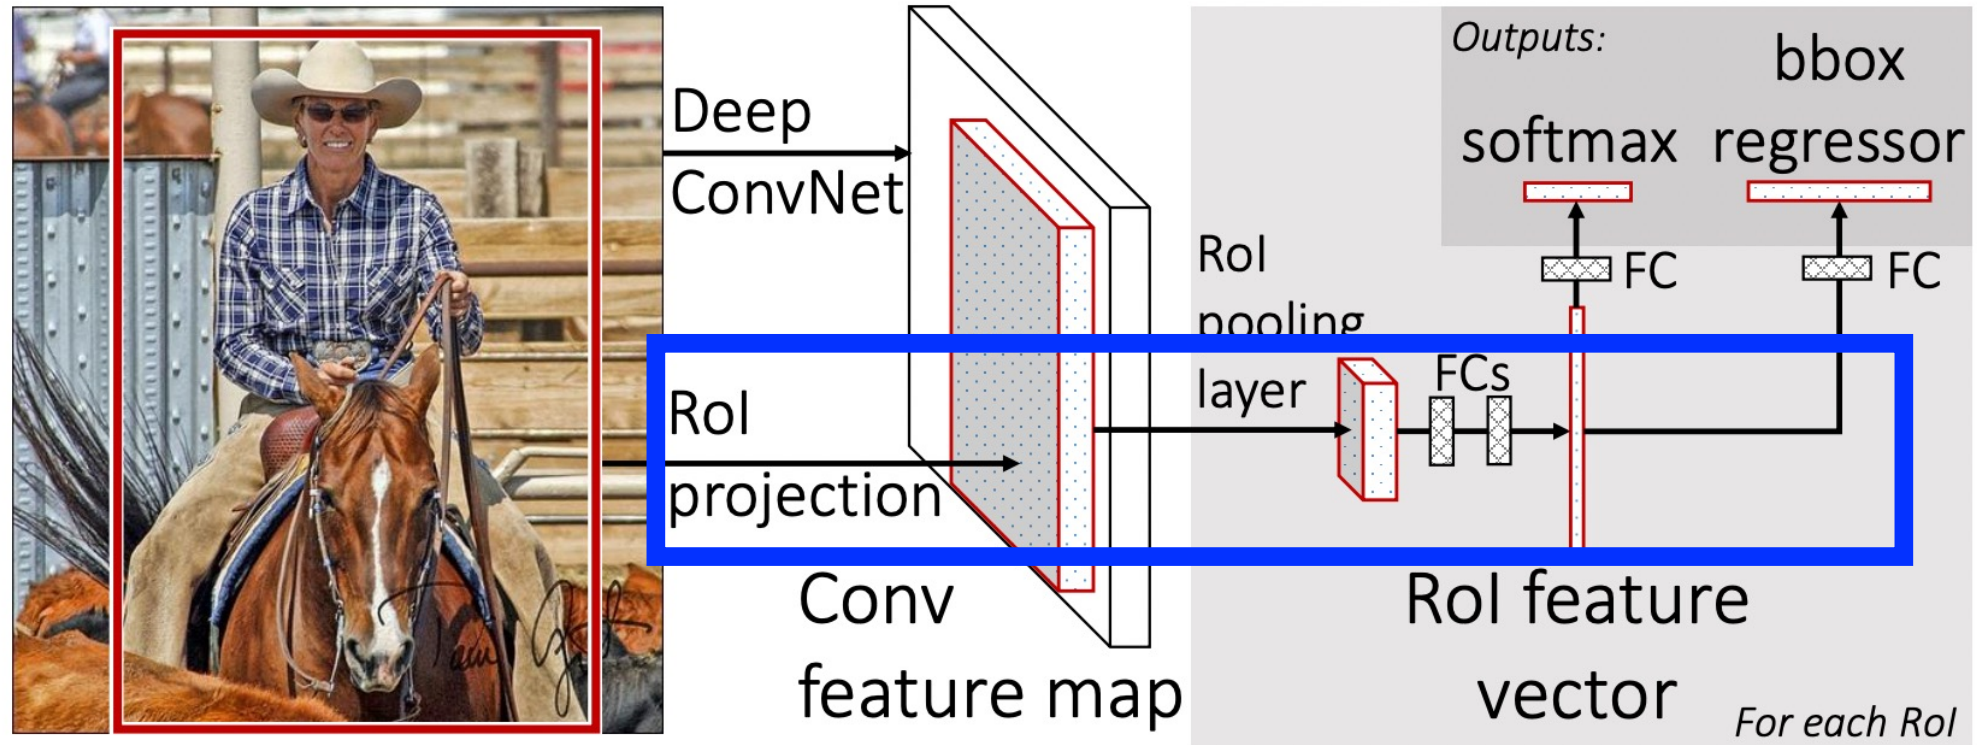 Deep
ConvNet
RoI
projection
Conv
feature map
RoI
pooling
layer
FCs
RoI feature
vector
For each RoI
Outputs:
softmax
bbox
regressor
FC
FC